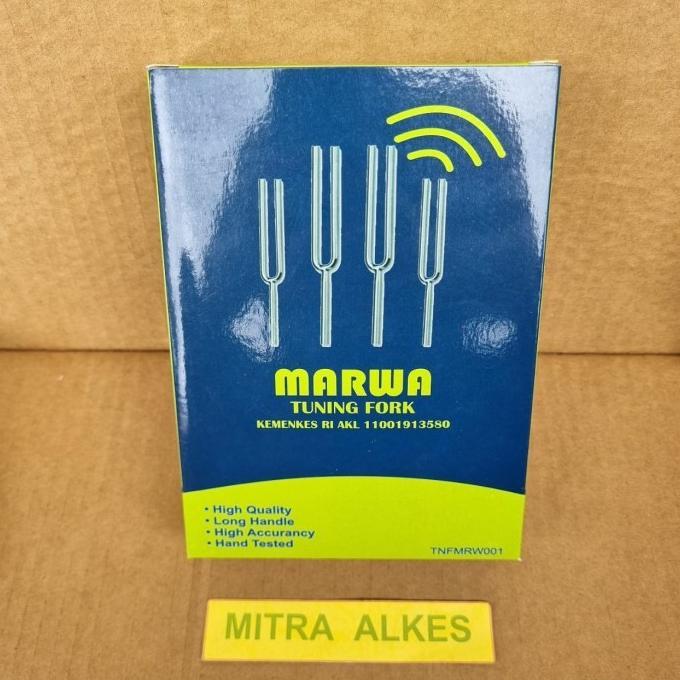 MARWA
TUNING FORK
KEMENKES RI AKL 11001913580
• High Quality
• Long Handle
• High Accurancy
• Hand Tested
TNFMRW001
MITRA ALKES